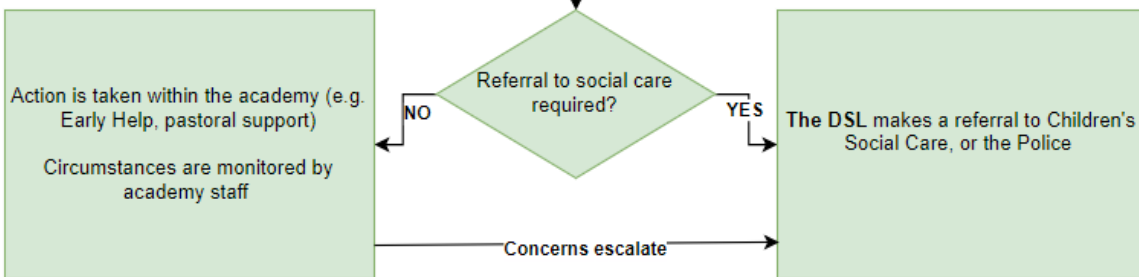 Action is taken within the academy (e.g.
Early Help, pastoral support)
Circumstances are monitored by
academy staff
NO
Referral to social care
required?
YES
The DSL makes a referral to Children's
Social Care, or the Police
Concerns escalate